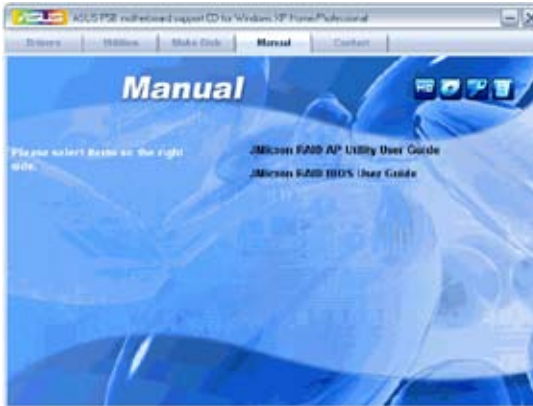 ASUS ASUS P5B motherboard support CD for Windows XP Home/Professional
Drivers Utilities Make Disk Manual Contact
Manual
Please select items on the right
side.
JMicron RAID AP Utility User Guide
JMicron RAID BIOS User Guide